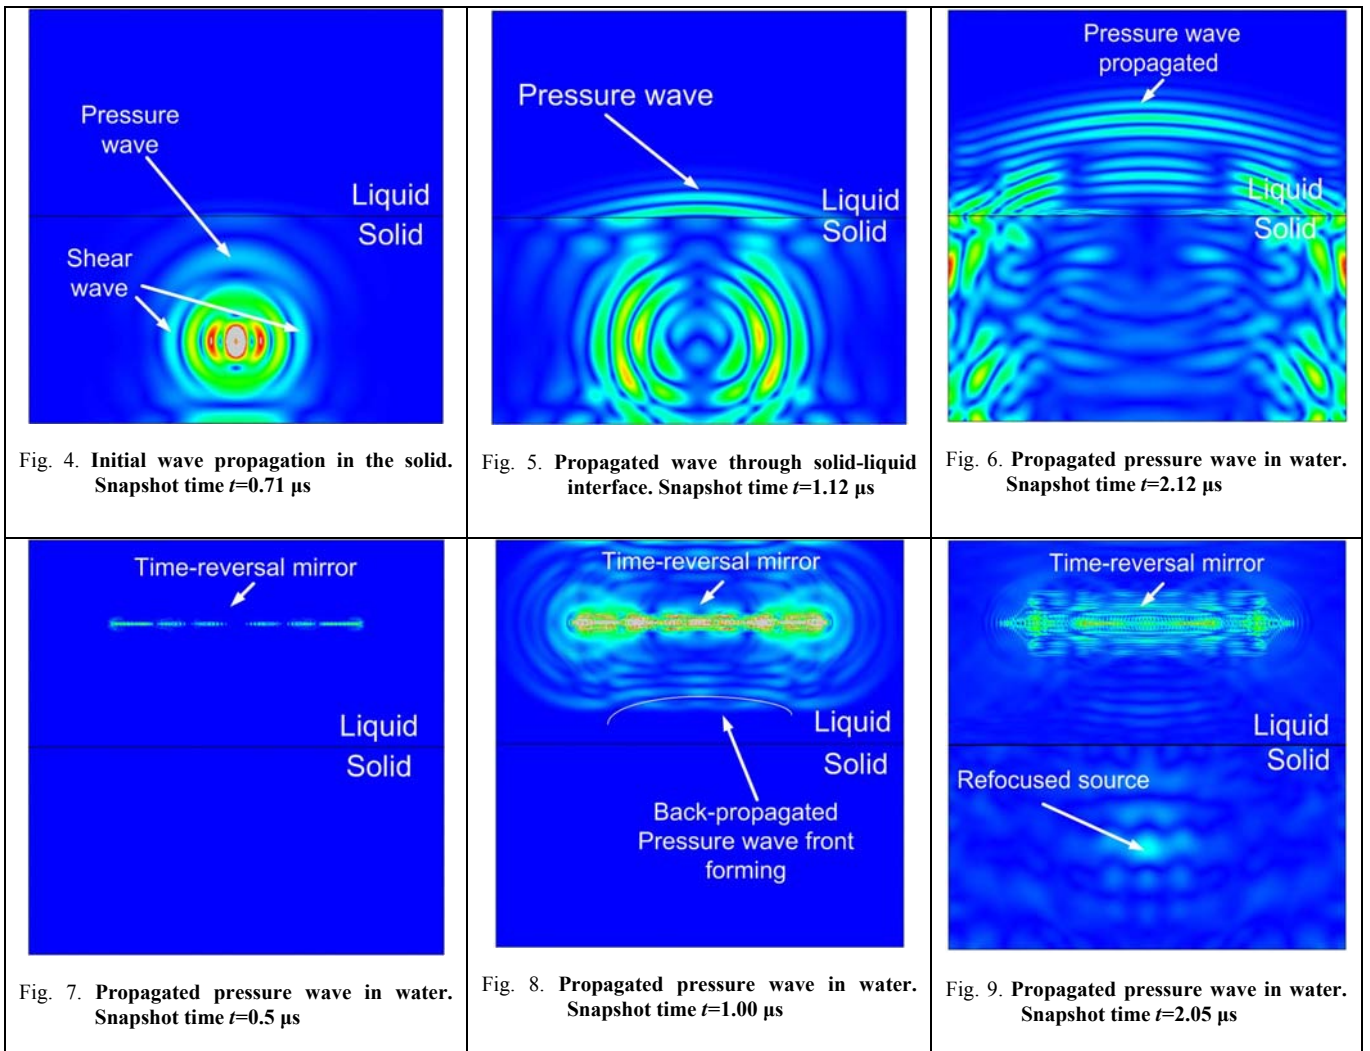 Pressure
wave
Liquid
Solid
Shear
wave
Fig. 4. Initial wave propagation in the solid.
Snapshot time t=0.71 µs
Pressure wave
Liquid
Solid
Fig. 5. Propagated wave through solid-liquid
interface. Snapshot time t=1.12 µs
Pressure wave
propagated
Liquid
Solid
Fig. 6. Propagated pressure wave in water.
Snapshot time t=2.12 µs
Time-reversal mirror
Liquid
Solid
Fig. 7. Propagated pressure wave in water.
Snapshot time t=0.5 µs
Time-reversal mirror
Liquid
Solid
Back-propagated
Pressure wave front
forming
Fig. 8. Propagated pressure wave in water.
Snapshot time t=1.00 µs
Time-reversal mirror
Liquid
Solid
Refocused source
Fig. 9. Propagated pressure wave in water.
Snapshot time t=2.05 µs